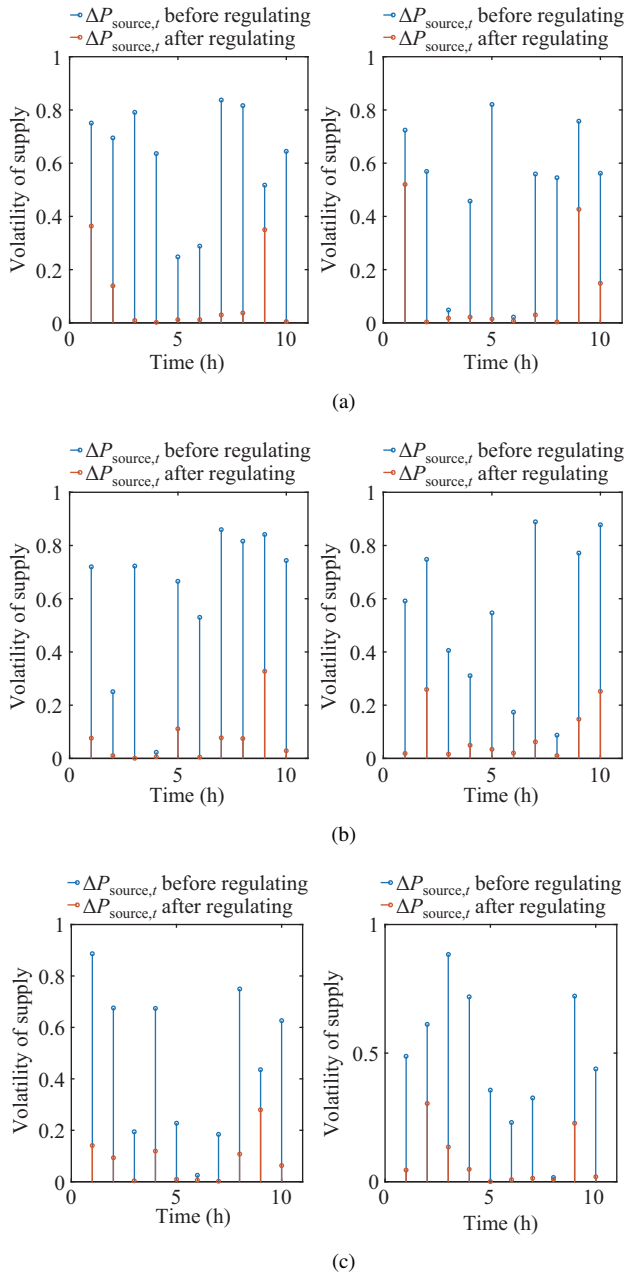 ΔP_source,t before regulating
ΔP_source,t after regulating
1
0.8
0.6
0.4
0.2
0
Volatility of supply
0 5 10
Time (h)
ΔP_source,t before regulating
ΔP_source,t after regulating
1
0.8
0.6
0.4
0.2
0
Volatility of supply
0 5 10
Time (h)
(a)
ΔP_source,t before regulating
ΔP_source,t after regulating
1
0.8
0.6
0.4
0.2
0
Volatility of supply
0 5 10
Time (h)
ΔP_source,t before regulating
ΔP_source,t after regulating
1
0.8
0.6
0.4
0.2
0
Volatility of supply
0 5 10
Time (h)
(b)
ΔP_source,t before regulating
ΔP_source,t after regulating
1
0.8
0.6
0.4
0.2
0
Volatility of supply
0 5 10
Time (h)
ΔP_source,t before regulating
ΔP_source,t after regulating
1
0.5
0
Volatility of supply
0 5 10
Time (h)
(c)